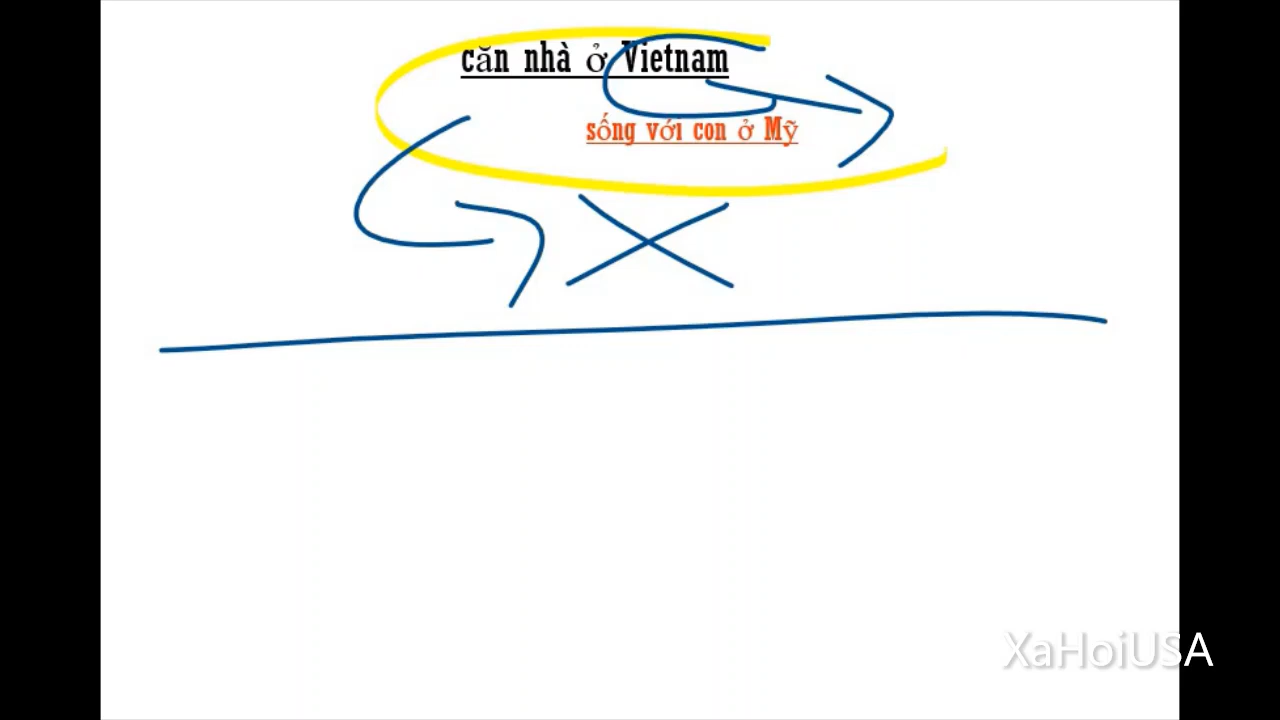 căn nhà ở Vietnam
sống với con ở Mỹ
XaHoiUSA